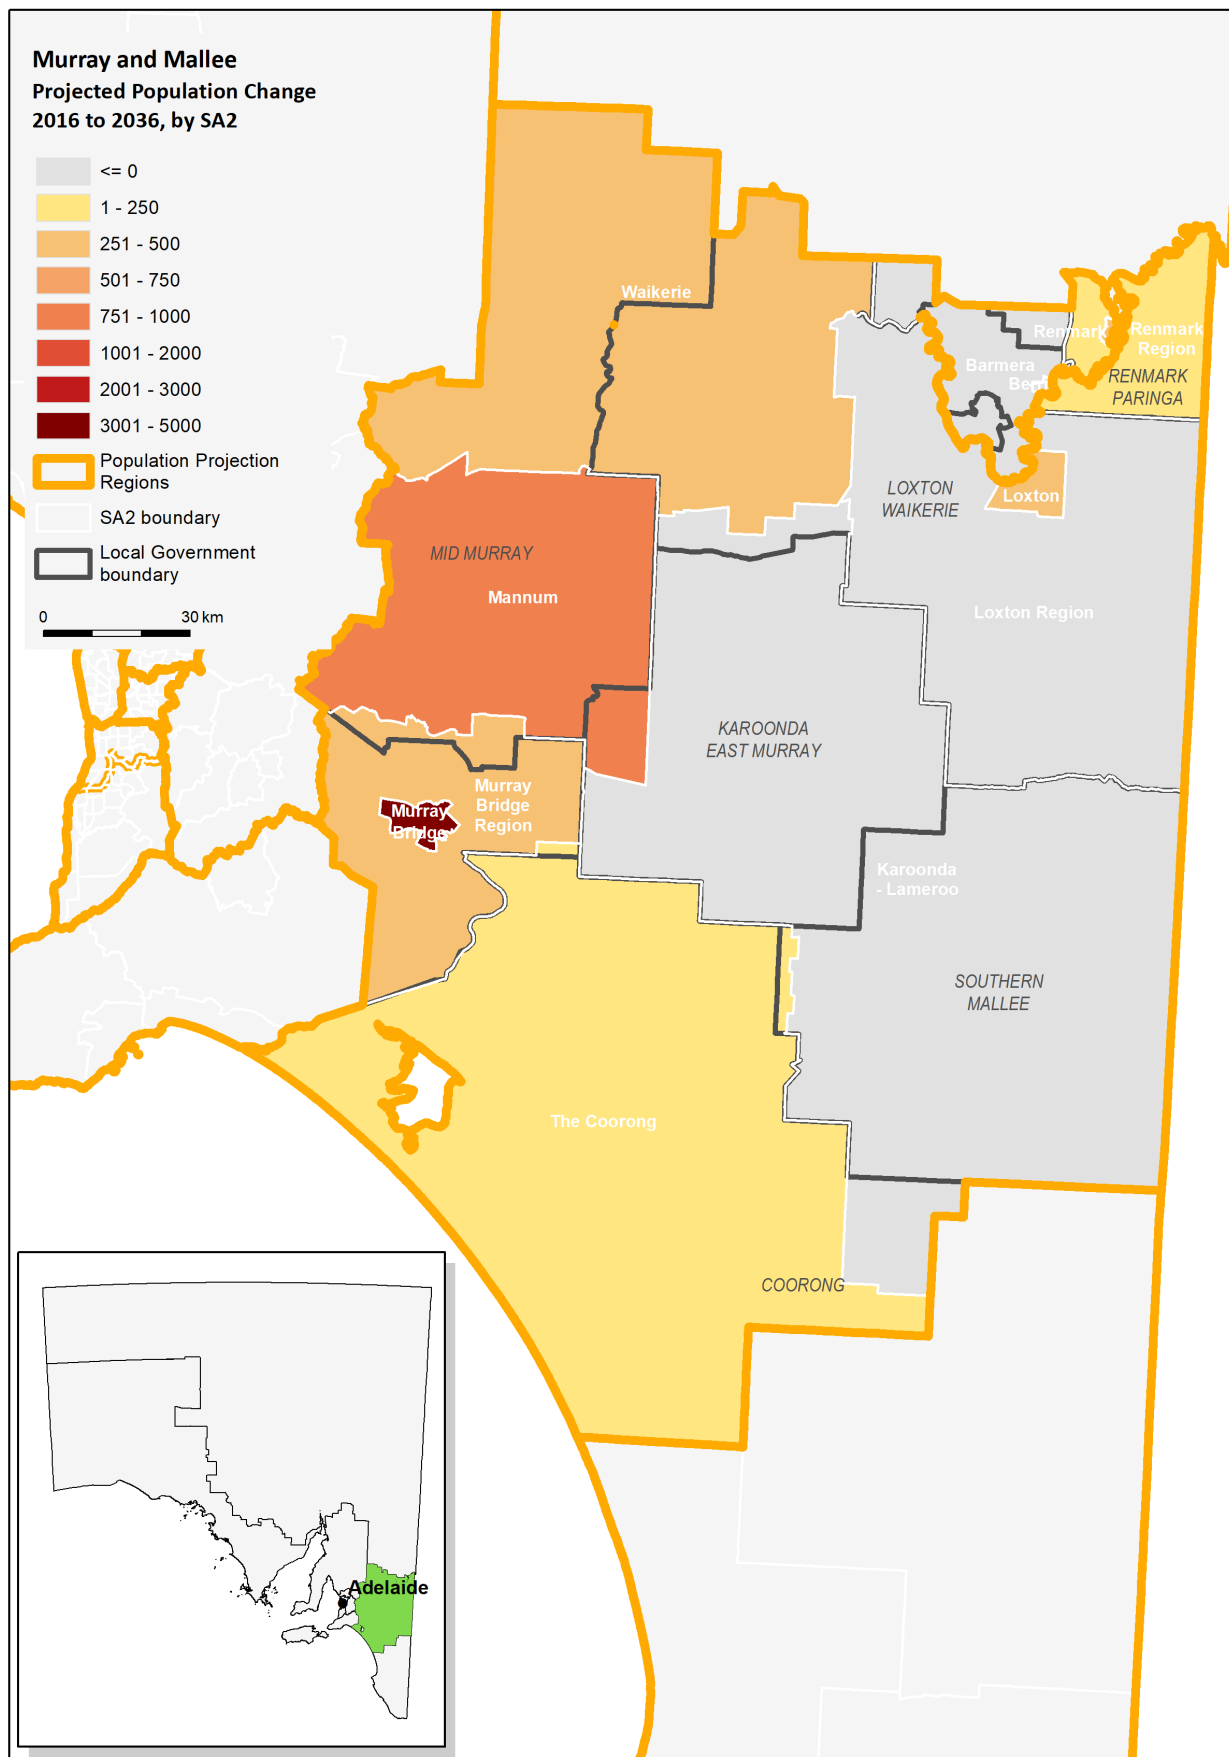 Murray and Mallee
Projected Population Change
2016 to 2036, by SA2
<= 0
1 - 250
251 - 500
501 - 750
751 - 1000
1001 - 2000
2001 - 3000
3001 - 5000
Population Projection
Regions
SA2 boundary
Local Government
boundary
0 30 km
Waikerie
Renmark
Renmark
Region
Barmera
Berri
RENMARK
PARINGA
LOXTON
WAIKERIE
Loxton
MID MURRAY
Mannum
Loxton Region
KAROONDA
EAST MURRAY
Murray
Bridge
Region
Murray
Bridge
Karoonda
- Lameroo
SOUTHERN
MALLEE
The Coorong
COORONG
Adelaide